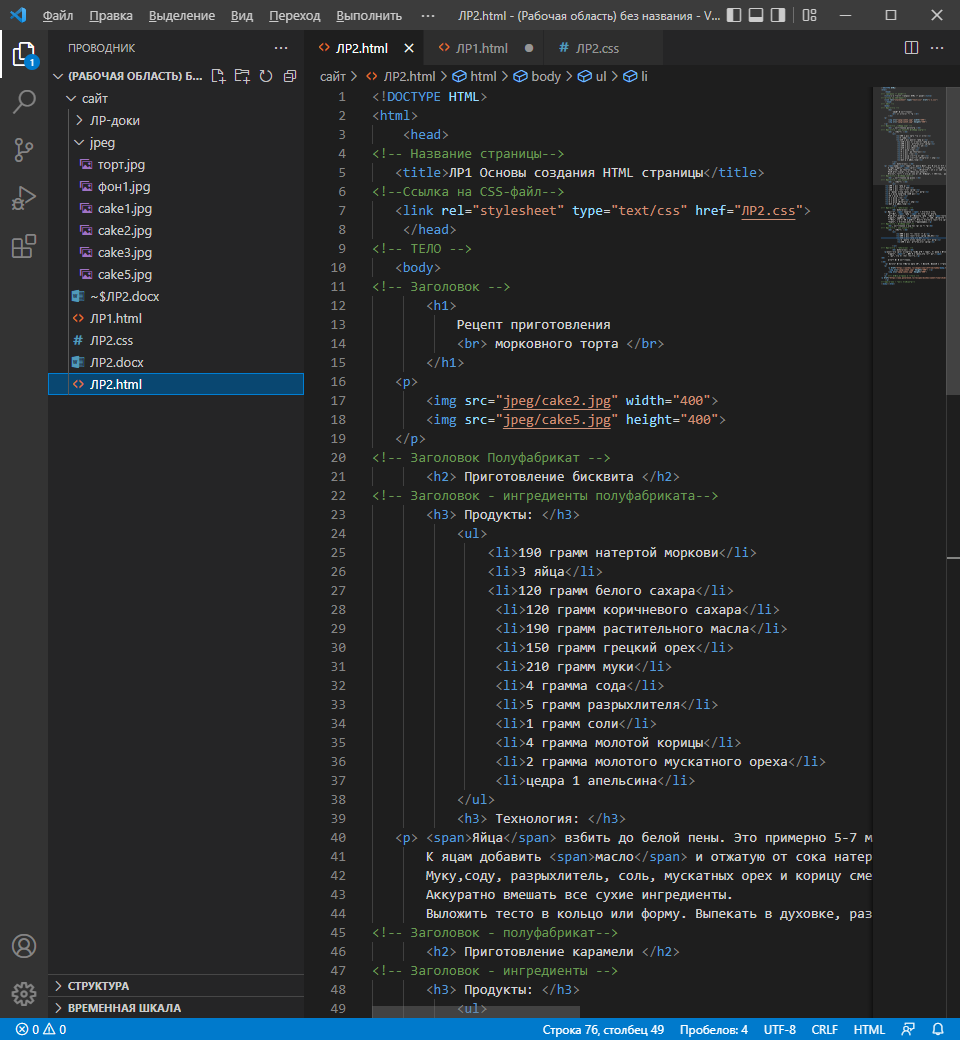 Файл Правка Выделение Вид Переход Выполнить ··· ЛР2.html - (Рабочая область) без названия - V...
ПРОВОДНИК ···
(РАБОЧАЯ ОБЛАСТЬ) Б...
сайт
ЛР-доки
jpeg
торт.jpg
фон1.jpg
cake1.jpg
cake2.jpg
cake3.jpg
cake5.jpg
~$ЛР2.docx
ЛР1.html
ЛР2.css
ЛР2.docx
ЛР2.html
СТРУКТУРА
ВРЕМЕННАЯ ШКАЛА
1
ЛР2.html ЛР1.html # ЛР2.css
сайт > ЛР2.html > html > body > ul > li
1 <!DOCTYPE HTML>
2 <html>
3 <head>
4 <!-- Название страницы-->
5 <title>ЛР1 Основы создания HTML страницы</title>
6 <!--Ссылка на CSS-файл-->
7 <link rel="stylesheet" type="text/css" href="ЛР2.css">
8 </head>
9 <!-- ТЕЛО -->
10 <body>
11 <!-- Заголовок -->
12 <h1>
13 Рецепт приготовления
14 <br> морковного торта </br>
15 </h1>
16 <p>
17 <img src="jpeg/cake2.jpg" width="400">
18 <img src="jpeg/cake5.jpg" height="400">
19 </p>
20 <!-- Заголовок Полуфабрикат -->
21 <h2> Приготовление бисквита </h2>
22 <!-- Заголовок - ингредиенты полуфабриката-->
23 <h3> Продукты: </h3>
24 <ul>
25 <li>190 грамм натертой моркови</li>
26 <li>3 яйца</li>
27 <li>120 грамм белого сахара</li>
28 <li>120 грамм коричневого сахара</li>
29 <li>190 грамм растительного масла</li>
30 <li>150 грамм грецкий орех</li>
31 <li>210 грамм муки</li>
32 <li>4 грамма сода</li>
33 <li>5 грамм разрыхлителя</li>
34 <li>1 грамм соли</li>
35 <li>4 грамма молотой корицы</li>
36 <li>2 грамма молотого мускатного ореха</li>
37 <li>цедра 1 апельсина</li>
38 </ul>
39 <h3> Технология: </h3>
40 <p> <span>Яйца</span> взбить до белой пены. Это примерно 5-7 м
41 К яцам добавить <span>масло</span> и отжатую от сока натер
42 Муку,соду, разрыхлитель, соль, мускатных орех и корицу сме
43 Аккуратно вмешать все сухие ингредиенты.
44 Выложить тесто в кольцо или форму. Выпекать в духовке, раз
45 <!-- Заголовок - полуфабрикат-->
46 <h2> Приготовление карамели </h2>
47 <!-- Заголовок - ингредиенты -->
48 <h3> Продукты: </h3>
49 <ul>
0 0 Строка 76, столбец 49 Пробелов: 4 UTF-8 CRLF HTML